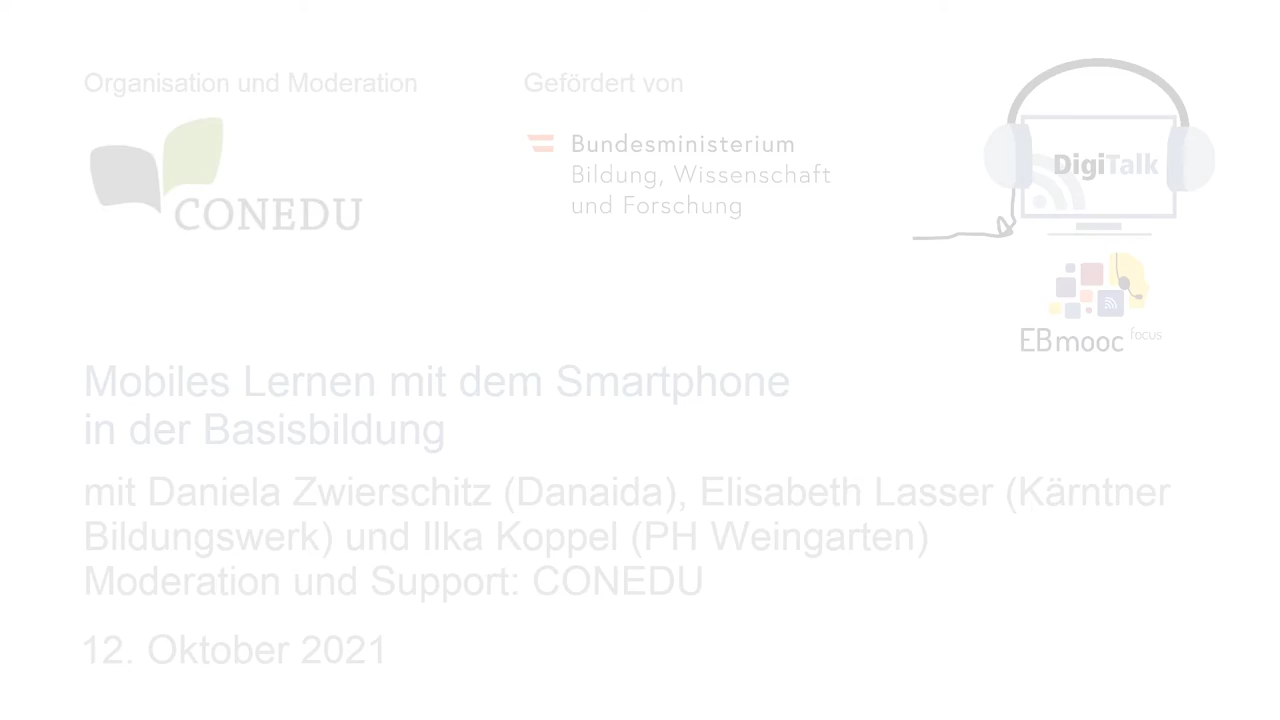 Organisation und Moderation
Gefördert von
CONEDU
Bundesministerium
Bildung, Wissenschaft
und Forschung
DigiTalk
EBmooc focus
Mobiles Lernen mit dem Smartphone
in der Basisbildung
mit Daniela Zwierschitz (Danaida), Elisabeth Lasser (Kärntner
Bildungswerk) und Ilka Koppel (PH Weingarten)
Moderation und Support: CONEDU
12. Oktober 2021